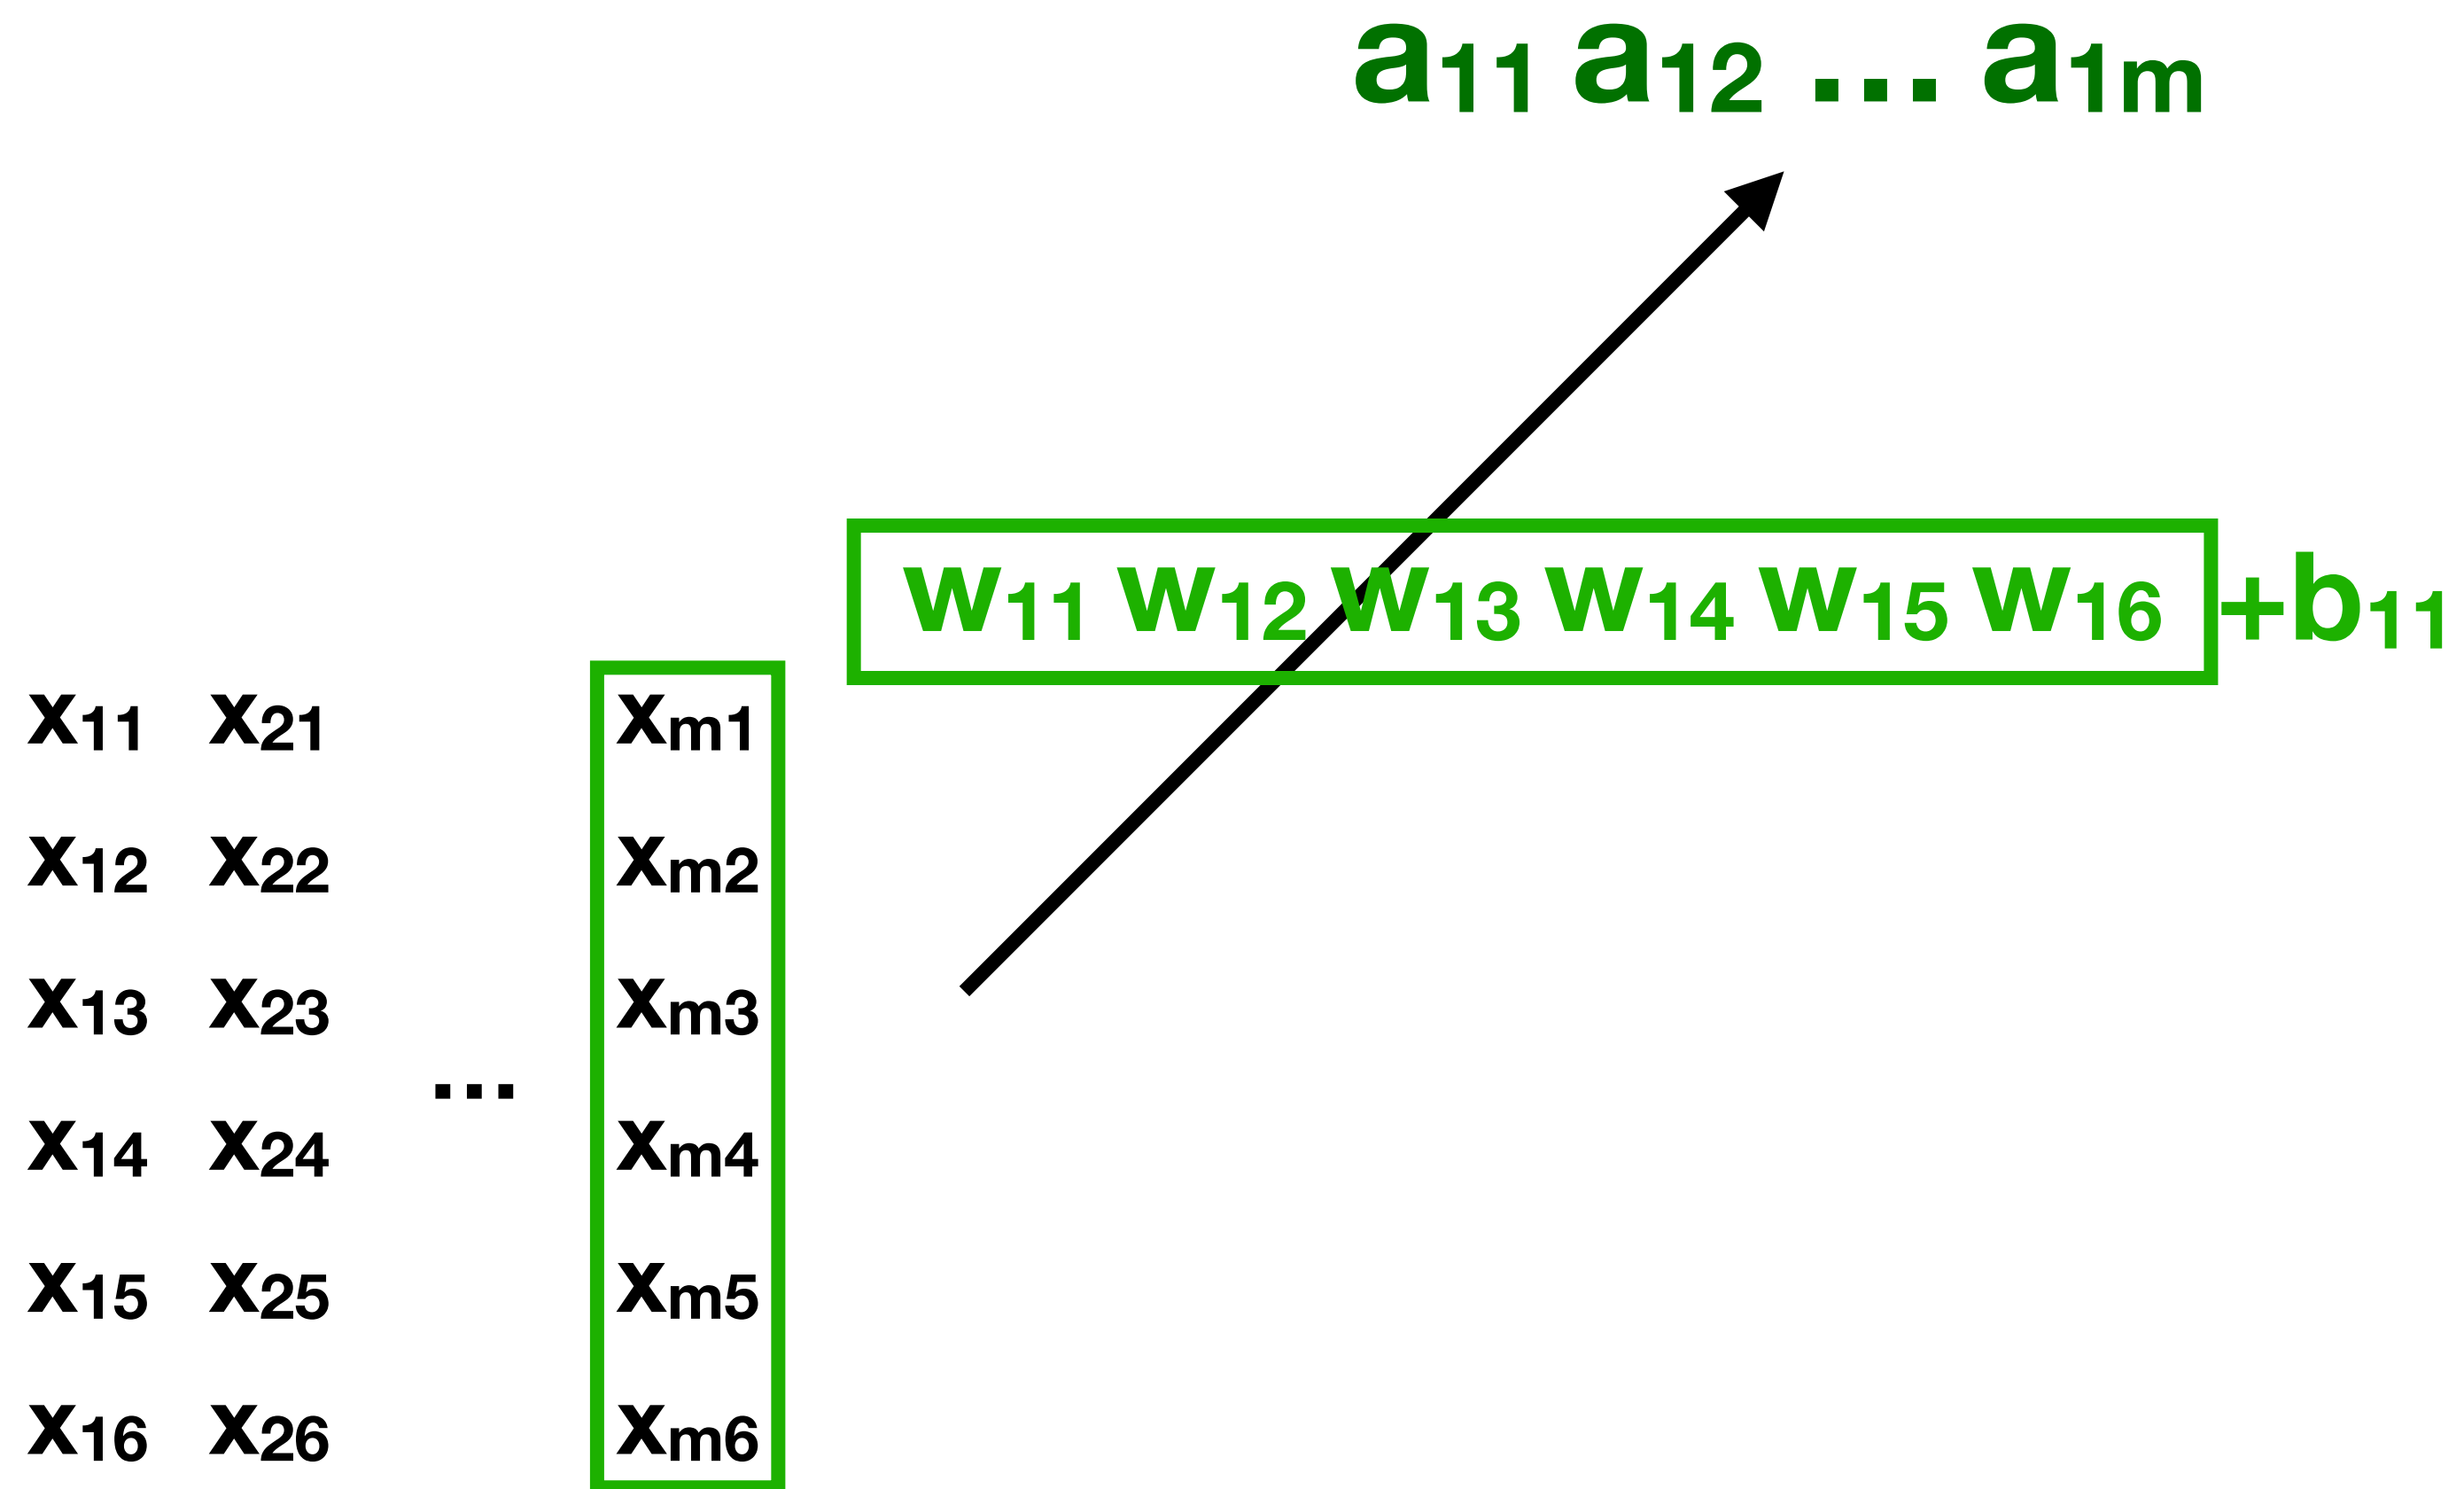 a11 a12 ... a1m
w11 w12 w13 w14 w15 w16 +b11
x11 x21 xm1
x12 x22 xm2
x13 x23 xm3
...
x14 x24 xm4
x15 x25 xm5
x16 x26 xm6